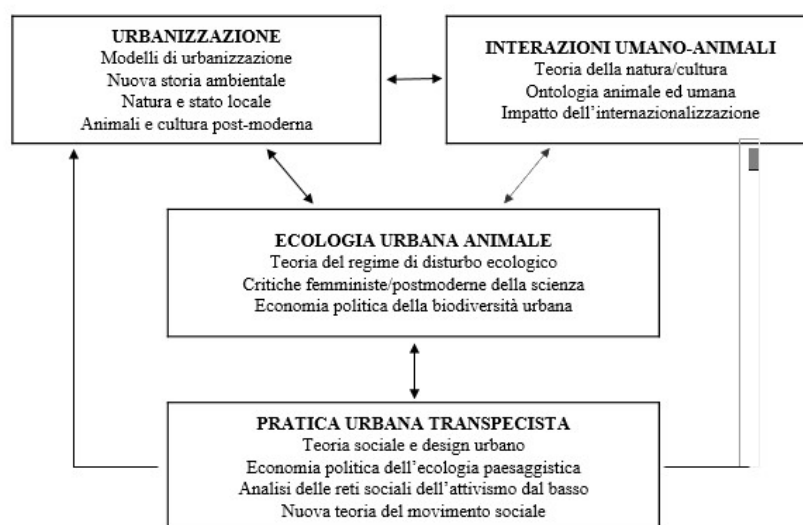 URBANIZZAZIONE
Modelli di urbanizzazione
Nuova storia ambientale
Natura e stato locale
Animali e cultura post-moderna
INTERAZIONI UMANO-ANIMALI
Teoria della natura/cultura
Ontologia animale ed umana
Impatto dell’internazionalizzazione
ECOLOGIA URBANA ANIMALE
Teoria del regime di disturbo ecologico
Critiche femministe/postmoderne della scienza
Economia politica della biodiversità urbana
PRATICA URBANA TRANSPECISTA
Teoria sociale e design urbano
Economia politica dell’ecologia paesaggistica
Analisi delle reti sociali dell’attivismo dal basso
Nuova teoria del movimento sociale